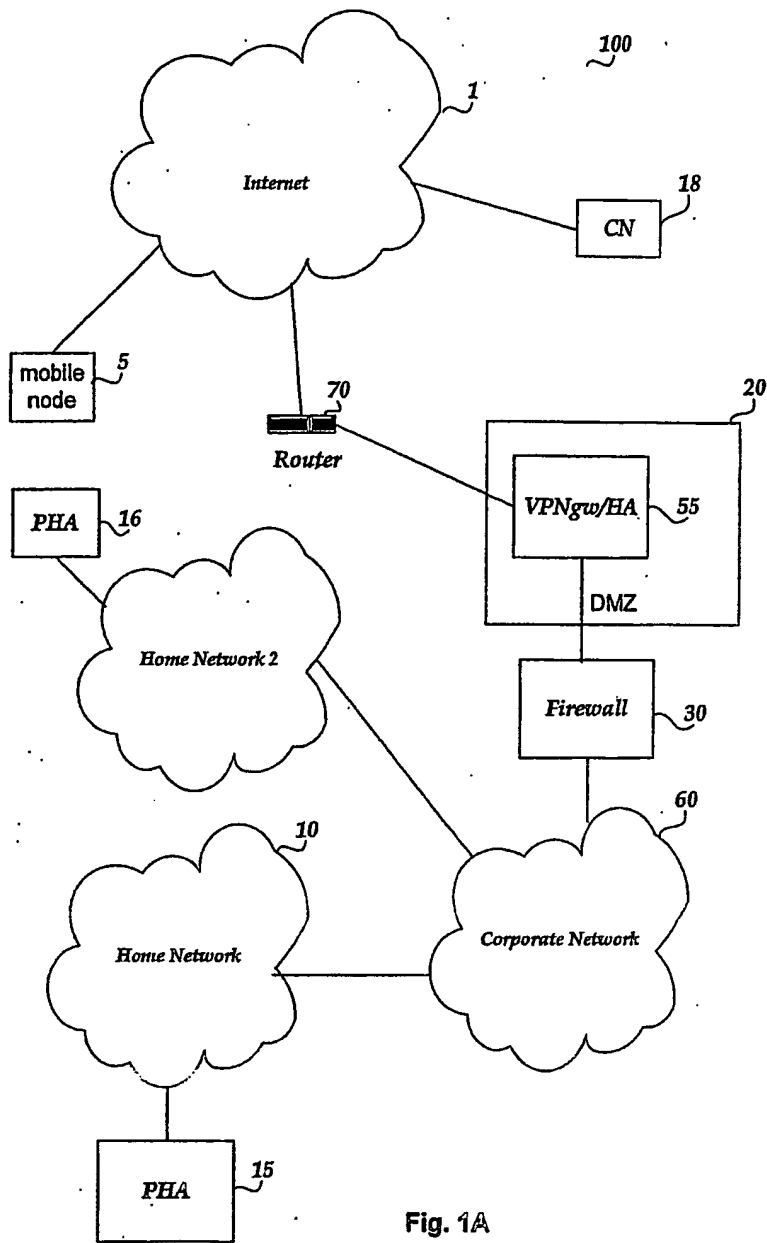 100
1
Internet
18
CN
mobile
node
5
70
Router
20
VPNgw/HA
55
DMZ
PHA
16
Home Network 2
Firewall
30
60
10
Home Network
Corporate Network
PHA
15
Fig. 1A